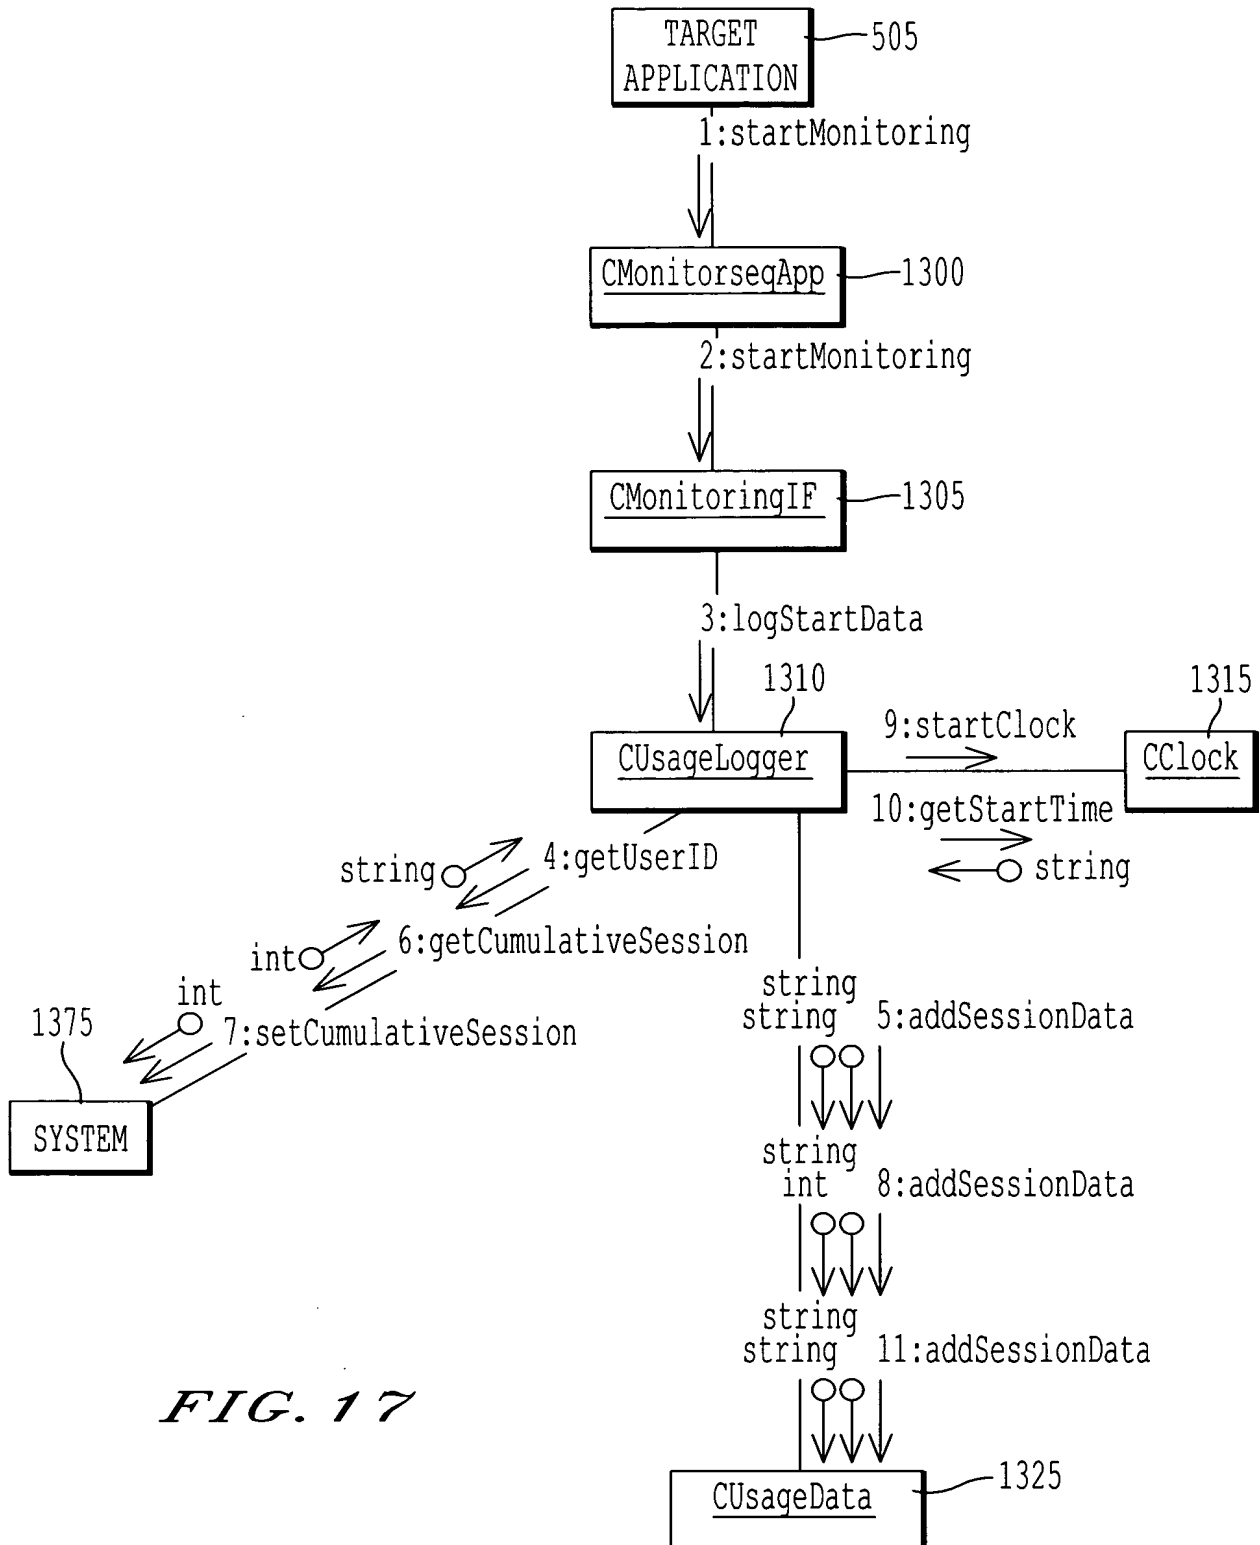 TARGET
APPLICATION
505
1:startMonitoring
CMonitorseqApp
1300
2:startMonitoring
CMonitoringIF
1305
3:logStartData
1310
1315
CUsageLogger
9:startClock
CClock
10:getStartTime
string
string
4:getUserID
int
6:getCumulativeSession
int
7:setCumulativeSession
1375
SYSTEM
string
string 5:addSessionData
string
int 8:addSessionData
string
string 11:addSessionData
FIG. 17
1325
CUsageData